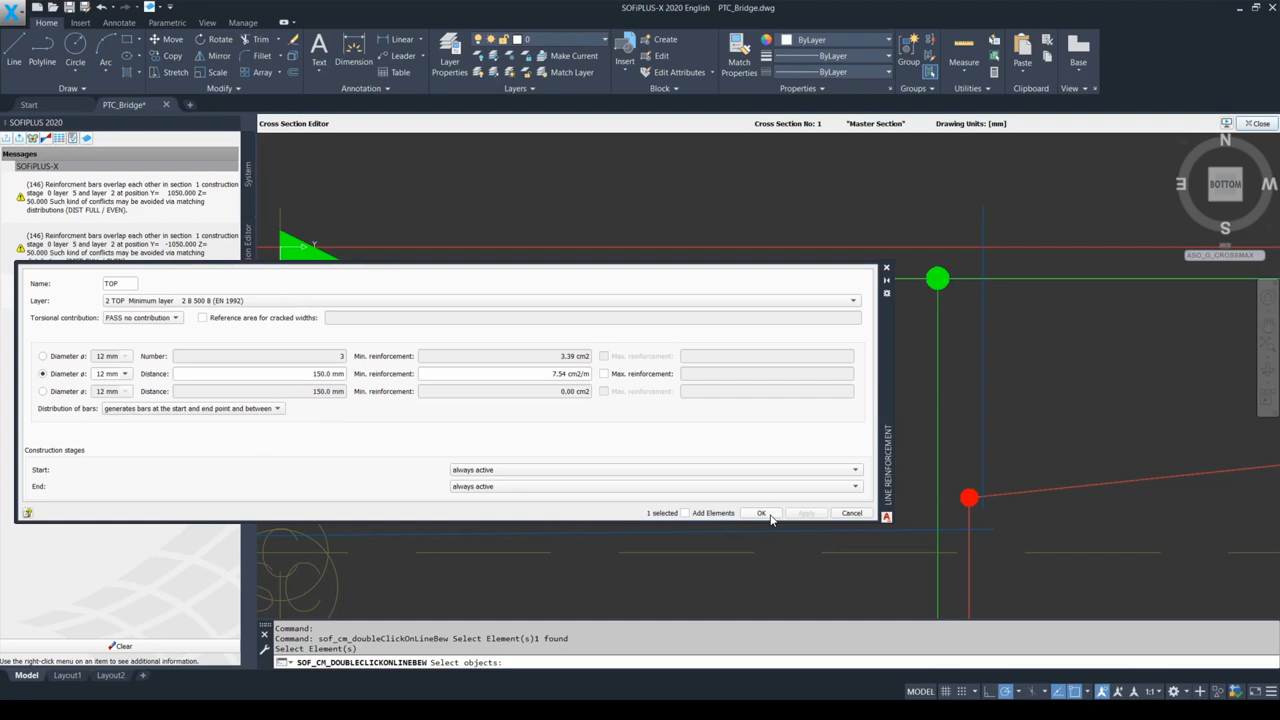 SOFiPLUS-X 2020 English PTC_Bridge.dwg
Home Insert Annotate Parametric View Manage
Line Polyline Circle Arc Move Rotate Trim Copy Mirror Fillet Stretch Scale Array
Text Dimension Linear Leader Table
Layer Properties 0 Make Current Match Layer
Insert Create Edit Edit Attributes
Match Properties ByLayer ByLayer ByLayer
Group Measure Paste Base
Draw Modify Annotation Layers Block Properties Groups Utilities Clipboard View
Start PTC_Bridge*
SOFIPLUS 2020
Cross Section Editor Cross Section No: 1 "Master Section" Drawing Units: [mm] Close
Messages
SOFiPLUS-X
(146) Reinforcment bars overlap each other in section 1 construction
stage 0 layer 5 and layer 2 at position Y= 1050.000 Z=
50.000 Such kind of conflicts may be avoided via matching
distributions (DIST FULL / EVEN).
(146) Reinforcment bars overlap each other in section 1 construction
stage 0 layer 5 and layer 2 at position Y= -1050.000 Z=
System
N
E BOTTOM W
S
ASO_G_CROSSMAX
Y
Name: TOP
Layer: 2 TOP Minimum layer 2 B 500 B (EN 1992)
Torsional contribution: PASS no contribution Reference area for cracked widths:
Diameter ø: 12 mm Number: 3 Min. reinforcement: 3.39 cm2 Max. reinforcement:
Diameter ø: 12 mm Distance: 150.0 mm Min. reinforcement: 7.54 cm2/m Max. reinforcement:
Diameter ø: 12 mm Distance: 150.0 mm Min. reinforcement: 0.00 cm2 Max. reinforcement:
Distribution of bars: generates bars at the start and end point and between
Construction stages
Start: always active
End: always active
1 selected Add Elements OK Apply Cancel
LINE REINFORCEMENT
Clear
Use the right-click menu on an item to see additional information.
Command:
Command: sof_cm_doubleClickOnLineBew Select Element(s)1 found
Select Element(s)
SOF_CM_DOUBLECLICKONLINEBEW Select objects:
Model Layout1 Layout2 +
MODEL 1:1